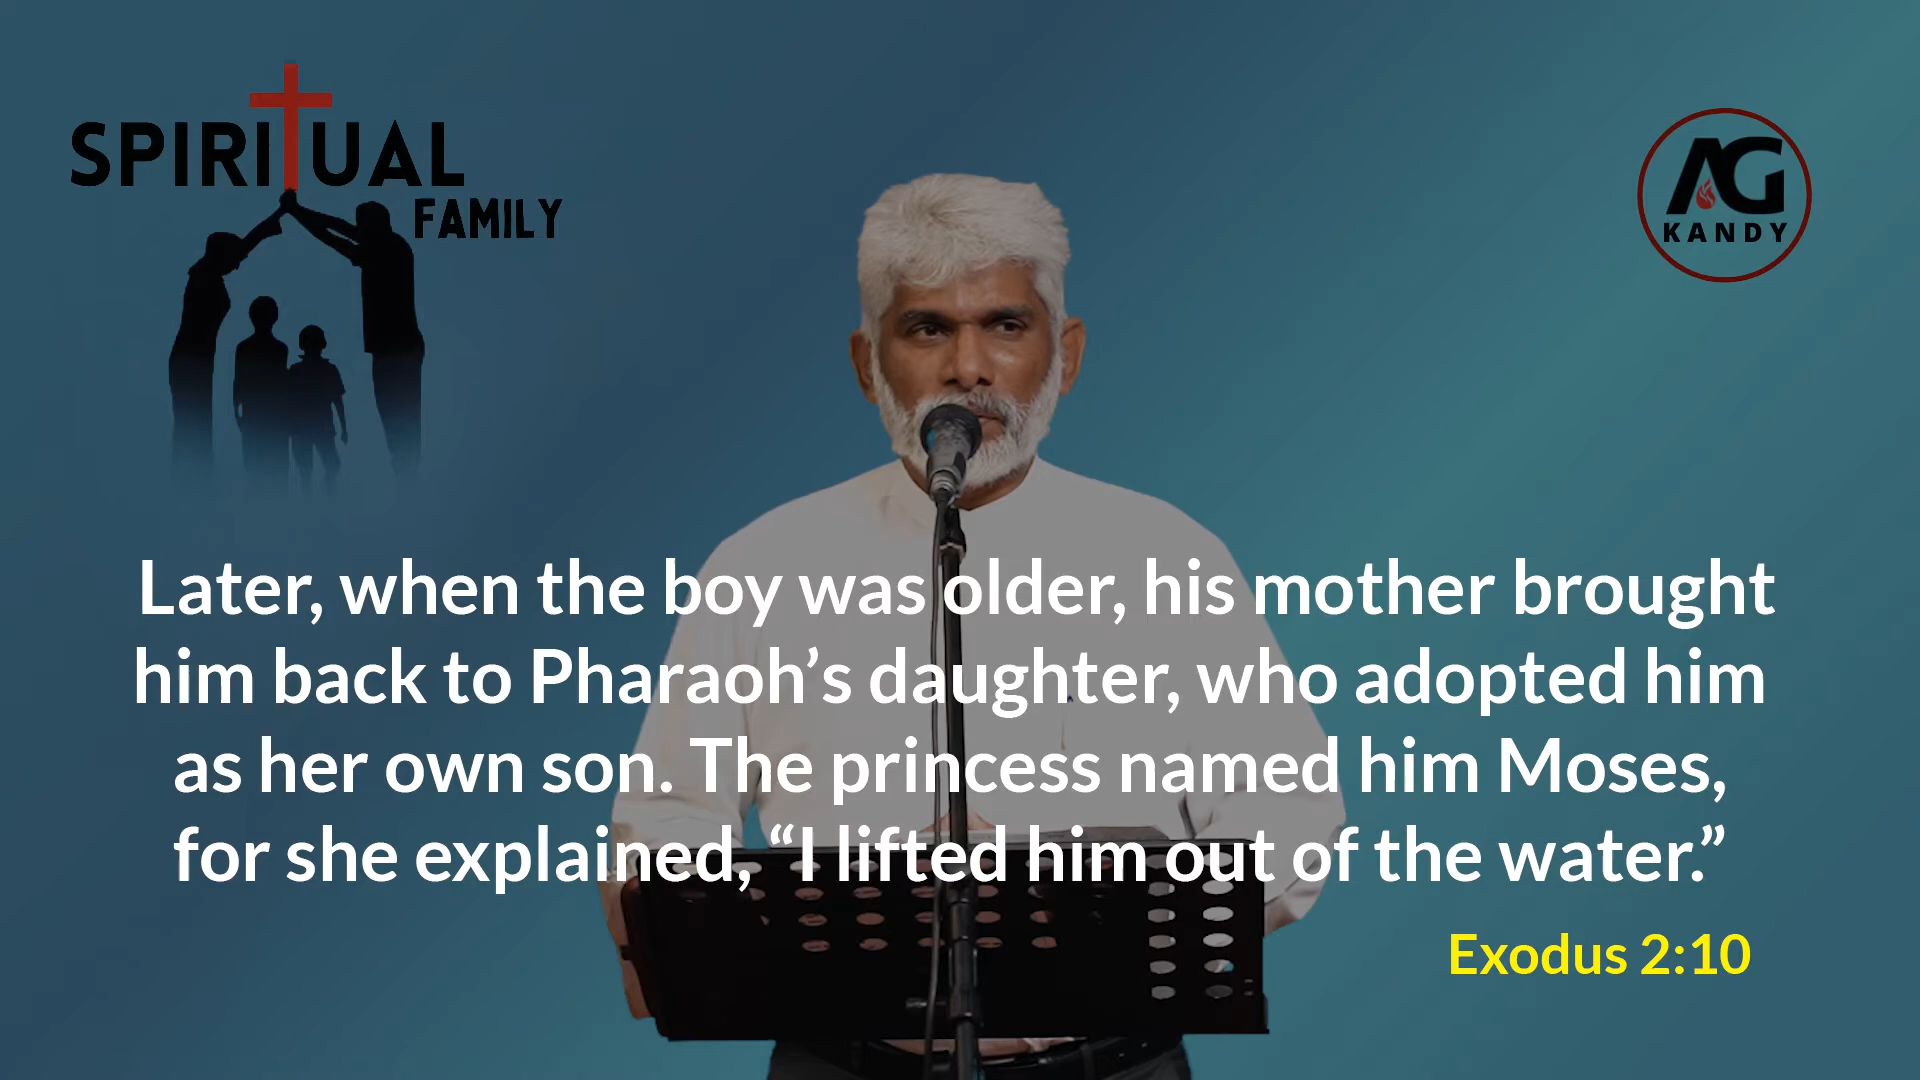 SPIRITUAL
FAMILY
AG
KANDY
Later, when the boy was older, his mother brought
him back to Pharaoh’s daughter, who adopted him
as her own son. The princess named him Moses,
for she explained, “I lifted him out of the water.”
Exodus 2:10